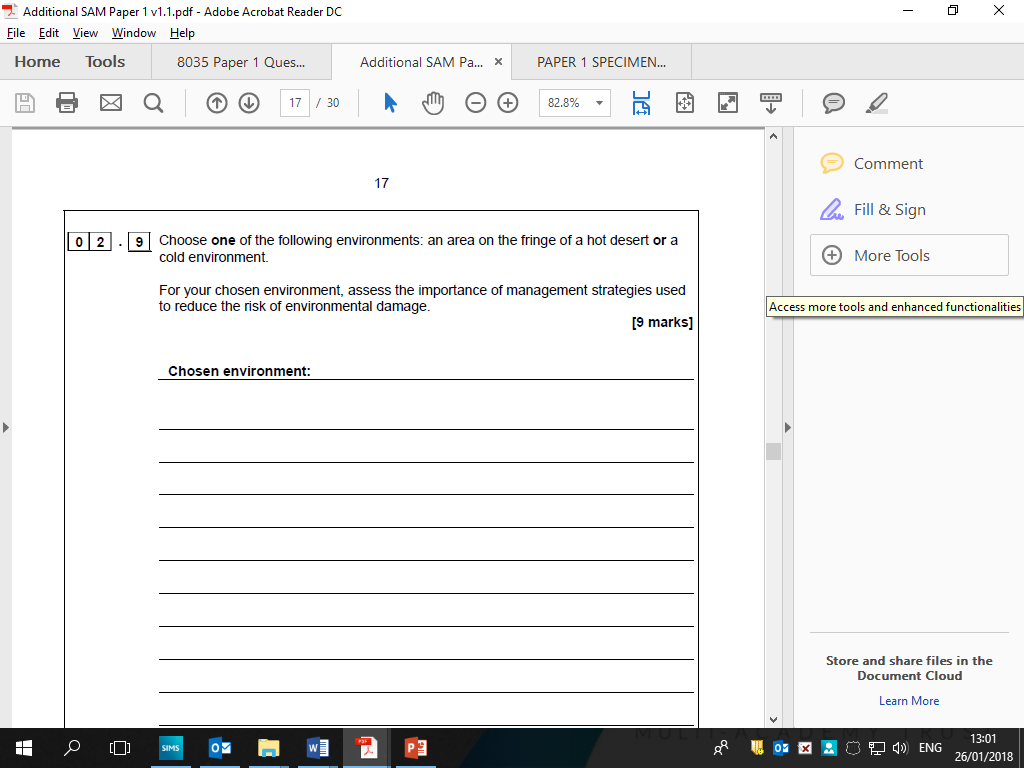 Additional SAM Paper 1 v1.1.pdf - Adobe Acrobat Reader DC
File Edit View Window Help
Home Tools 8035 Paper 1 Ques... Additional SAM Pa... × PAPER 1 SPECIMEN...
17 / 30 82.8%
17
0 2 . 9 Choose one of the following environments: an area on the fringe of a hot desert or a
cold environment.
For your chosen environment, assess the importance of management strategies used
to reduce the risk of environmental damage.
[9 marks]
Chosen environment:
Comment
Fill & Sign
More Tools
Access more tools and enhanced functionalities
Store and share files in the
Document Cloud
Learn More
MULTI ACADEMY TRUS
SIMS
ENG
13:01
26/01/2018